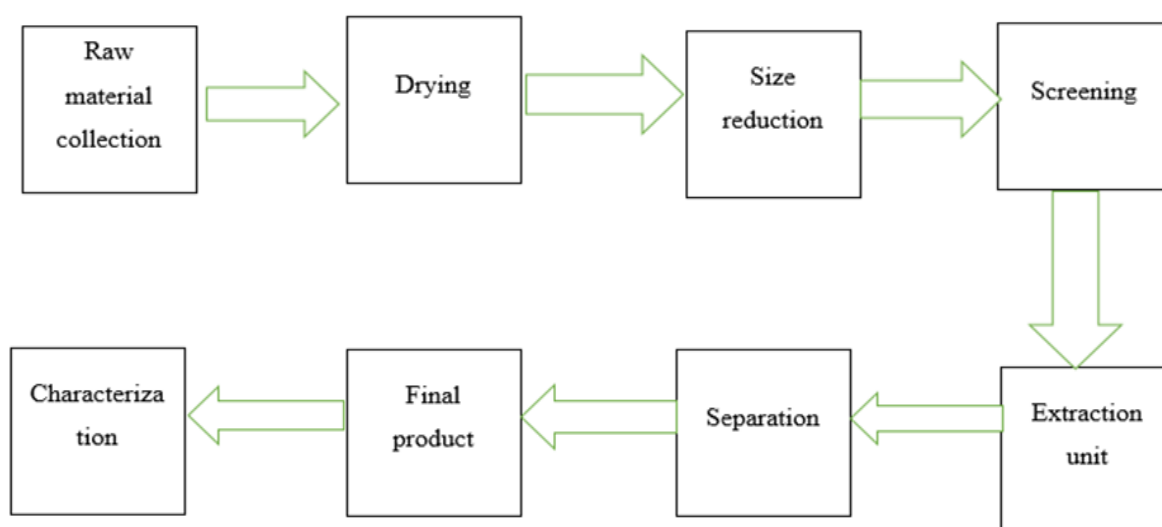 Raw
material
collection
Drying
Size
reduction
Screening
Extraction
unit
Separation
Final
product
Characteriza
tion